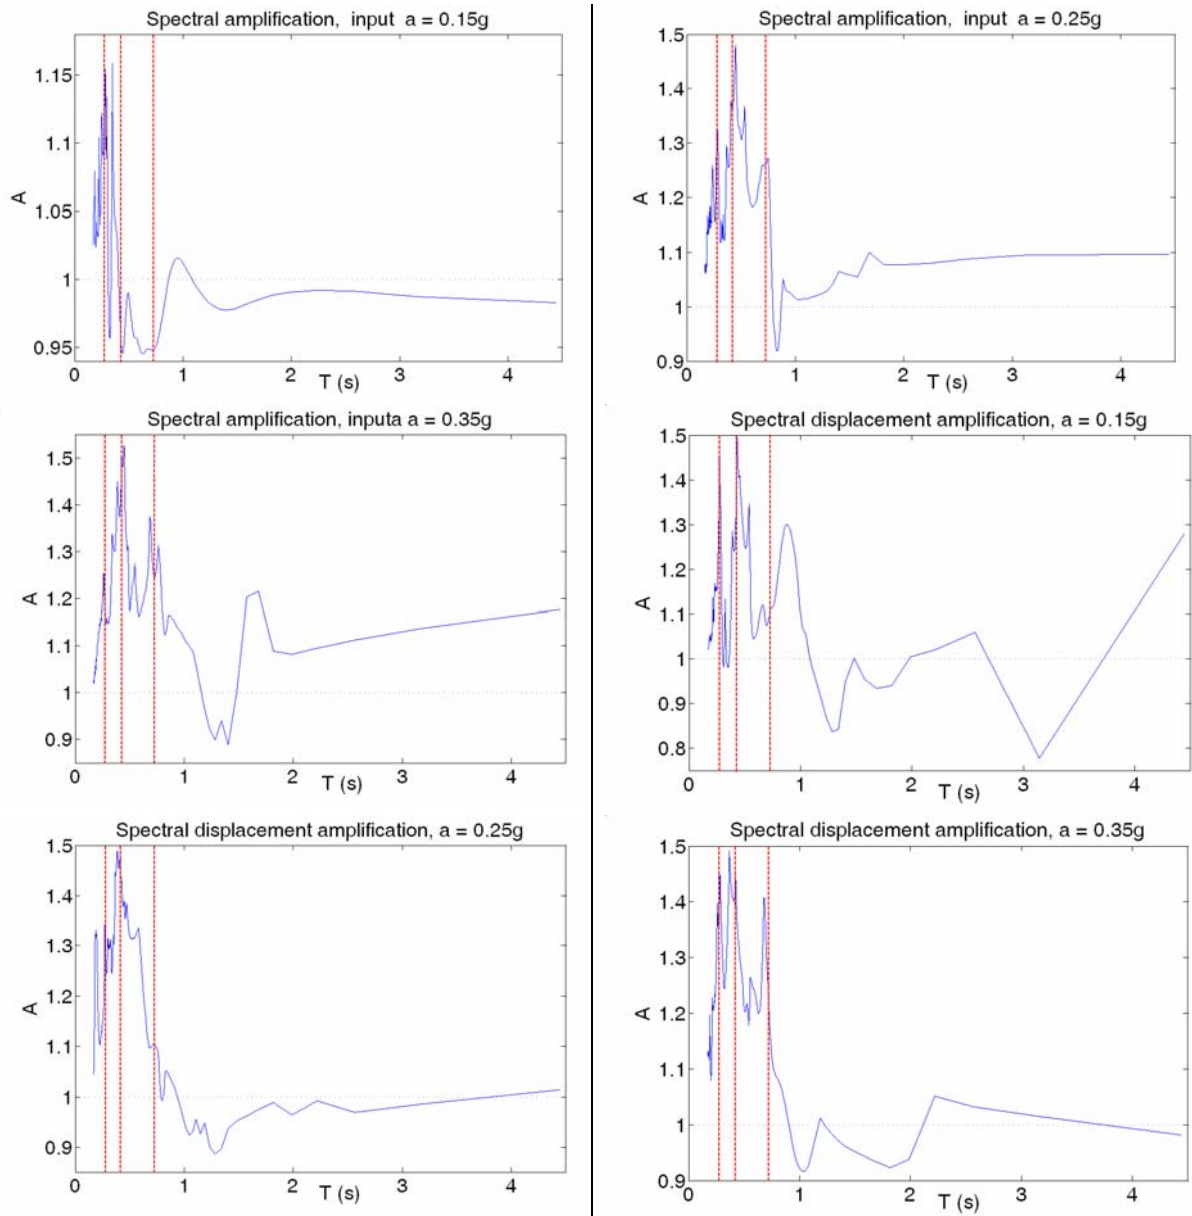 Spectral amplification, input a = 0.15g
1.15
1.1
1.05
1
0.95
A
0 1 2 3 4
T (s)
Spectral amplification, input a = 0.25g
1.5
1.4
1.3
1.2
1.1
1
0.9
A
0 1 2 3 4
T (s)
Spectral amplification, inputa a = 0.35g
1.5
1.4
1.3
1.2
1.1
1
0.9
A
0 1 2 3 4
T (s)
Spectral displacement amplification, a = 0.15g
1.5
1.4
1.3
1.2
1.1
1
0.9
0.8
A
0 1 2 3 4
T (s)
Spectral displacement amplification, a = 0.25g
1.5
1.4
1.3
1.2
1.1
1
0.9
A
0 1 2 3 4
T (s)
Spectral displacement amplification, a = 0.35g
1.5
1.4
1.3
1.2
1.1
1
0.9
A
0 1 2 3 4
T (s)